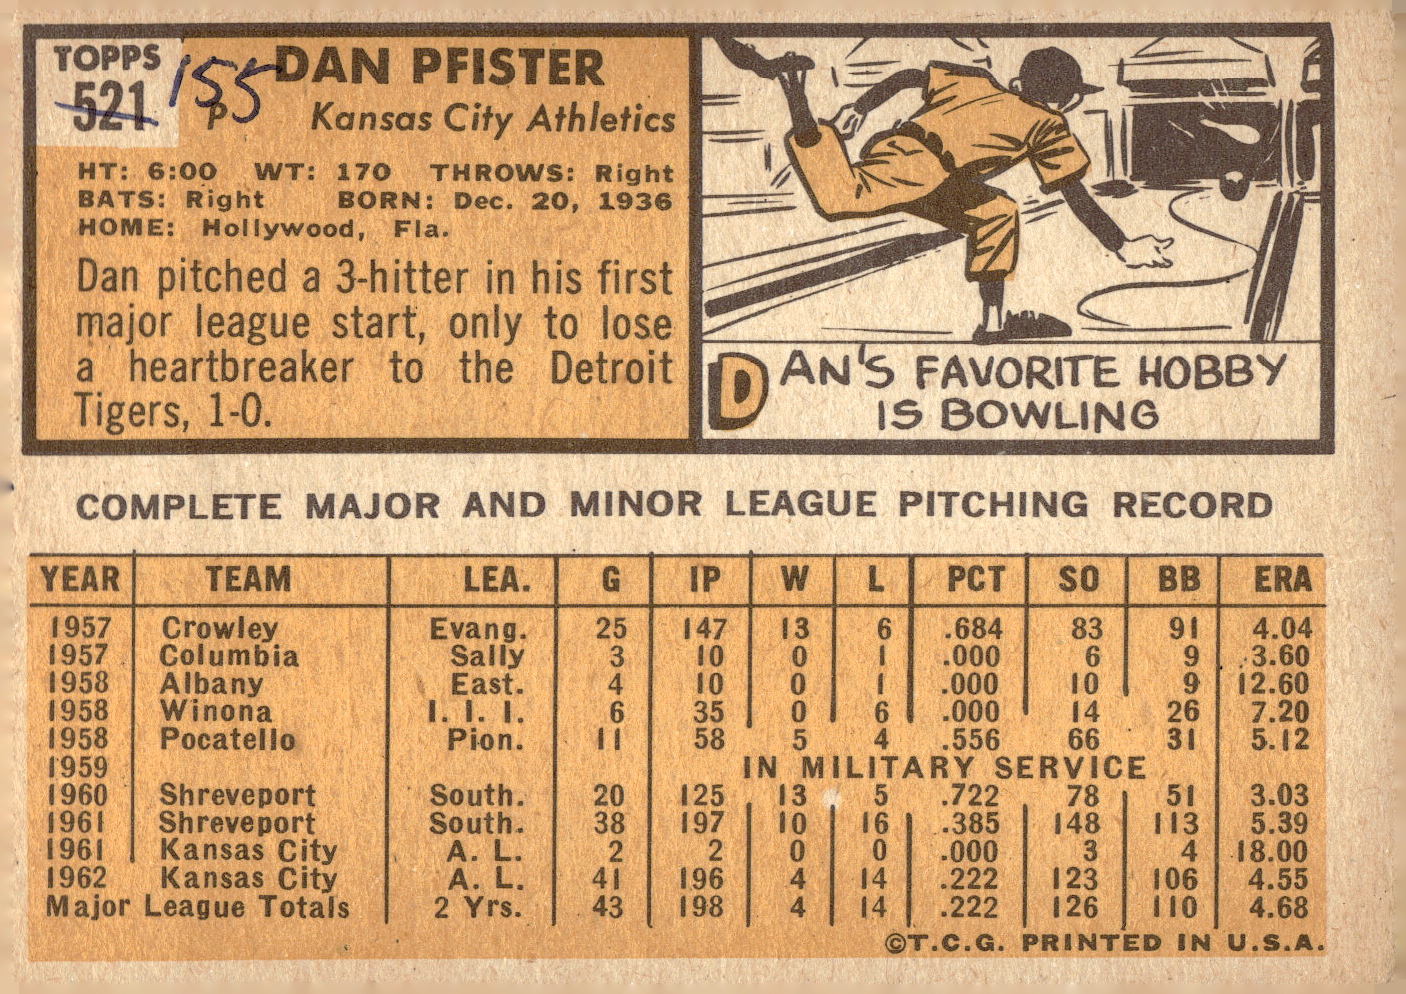 TOPPS
521 155
DAN PFISTER
P Kansas City Athletics
HT: 6:00 WT: 170 THROWS: Right
BATS: Right BORN: Dec. 20, 1936
HOME: Hollywood, Fla.
Dan pitched a 3-hitter in his first
major league start, only to lose
a heartbreaker to the Detroit
Tigers, 1-0.
DAN'S FAVORITE HOBBY
IS BOWLING
COMPLETE MAJOR AND MINOR LEAGUE PITCHING RECORD
YEAR TEAM LEA. G IP W L PCT SO BB ERA
1957 Crowley Evang. 25 147 13 6 .684 83 91 4.04
1957 Columbia Sally 3 10 0 1 .000 6 9 3.60
1958 Albany East. 4 10 0 1 .000 10 9 12.60
1958 Winona I. I. I. 6 35 0 6 .000 14 26 7.20
1958 Pocatello Pion. 11 58 5 4 .556 66 31 5.12
1959 IN MILITARY SERVICE
1960 Shreveport South. 20 125 13 5 .722 78 51 3.03
1961 Shreveport South. 38 197 10 16 .385 148 113 5.39
1961 Kansas City A. L. 2 2 0 0 .000 3 4 18.00
1962 Kansas City A. L. 41 196 4 14 .222 123 106 4.55
Major League Totals 2 Yrs. 43 198 4 14 .222 126 110 4.68
©T.C.G. PRINTED IN U.S.A.